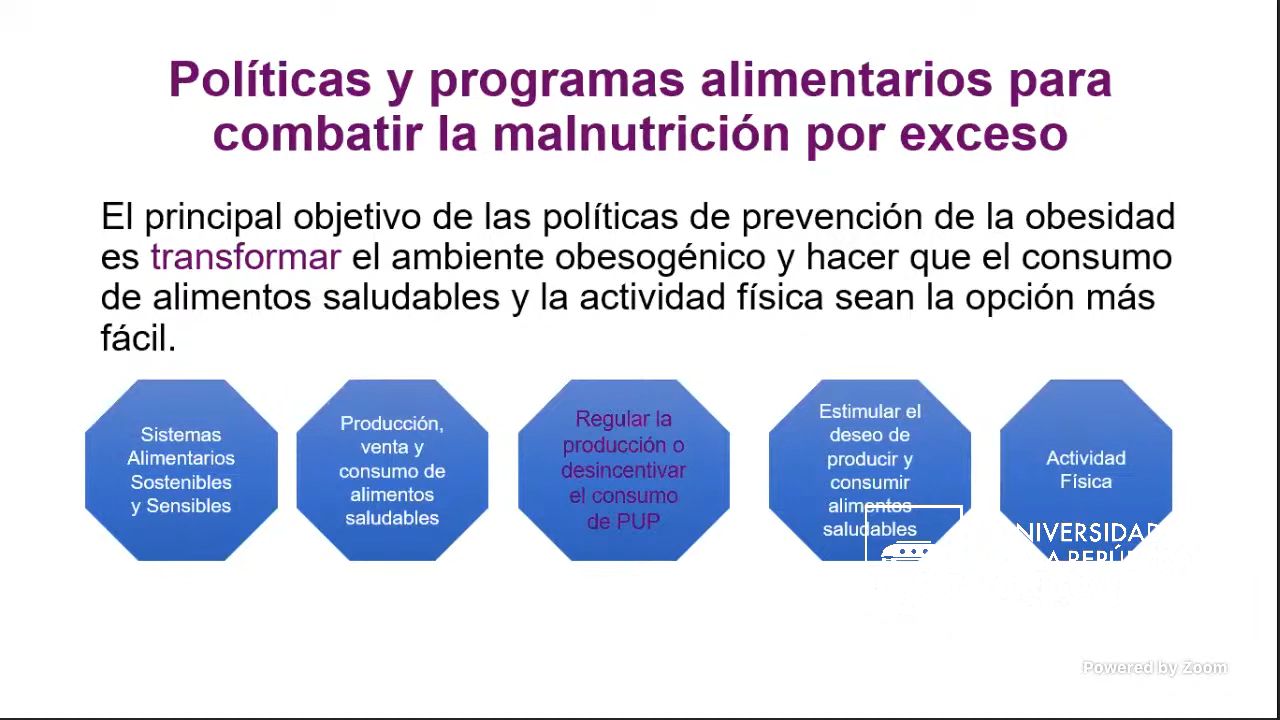 Políticas y programas alimentarios para
combatir la malnutrición por exceso
El principal objetivo de las políticas de prevención de la obesidad
es transformar el ambiente obesogénico y hacer que el consumo
de alimentos saludables y la actividad física sean la opción más
fácil.
Sistemas
Alimentarios
Sostenibles
y Sensibles
Producción,
venta y
consumo de
alimentos
saludables
Regular la
producción o
desincentivar
el consumo
de PUP
Estimular el
deseo de
producir y
consumir
alimentos
saludables
Actividad
Física
Powered by Zoom